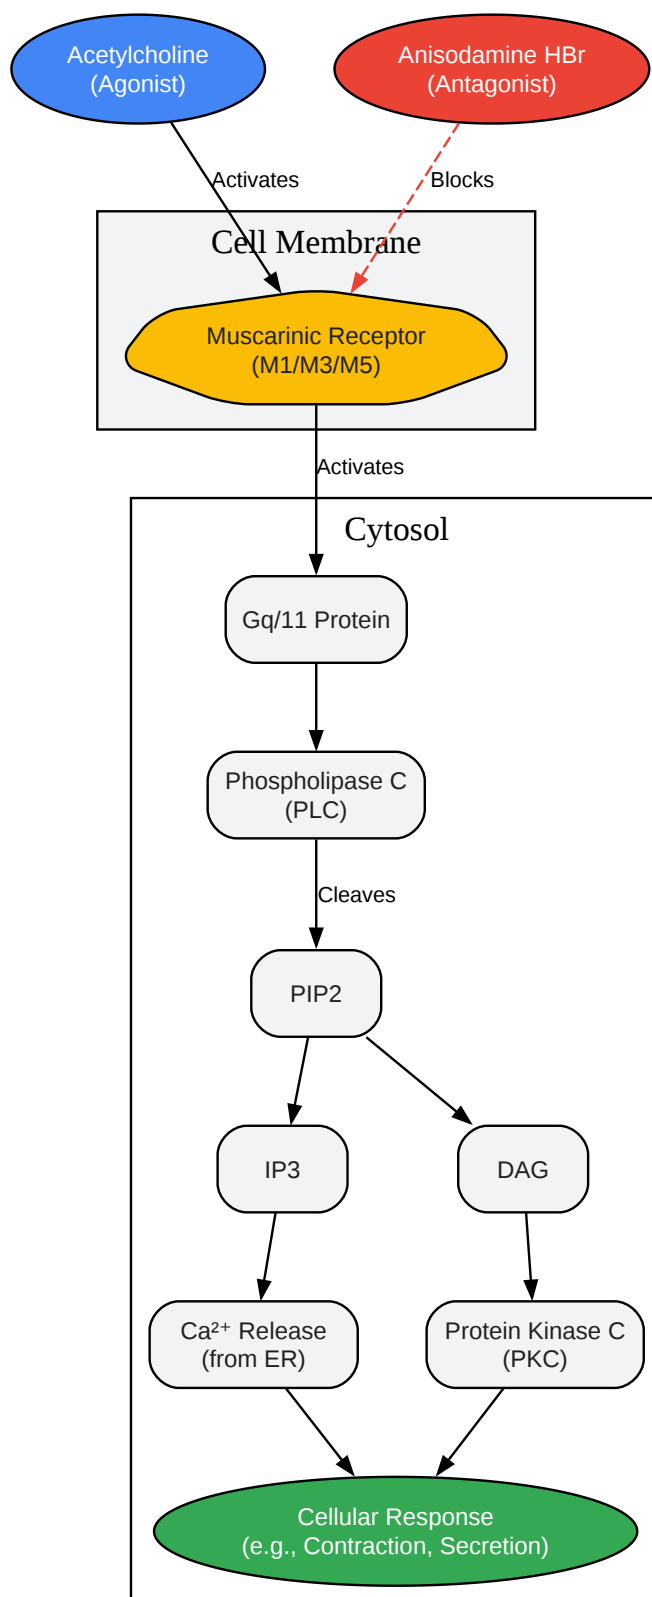 Acetylcholine
(Agonist)
Anisodamine HBr
(Antagonist)
Activates
Blocks
Cell Membrane
Muscarinic Receptor
(M1/M3/M5)
Activates
Cytosol
Gq/11 Protein
Phospholipase C
(PLC)
Cleaves
PIP2
IP3
DAG
Ca²⁺ Release
(from ER)
Protein Kinase C
(PKC)
Cellular Response
(e.g., Contraction, Secretion)